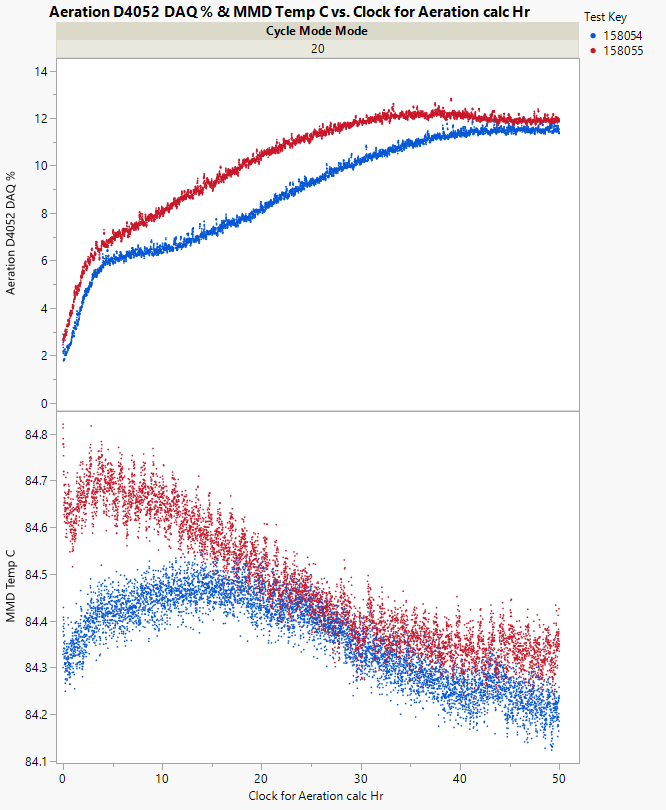 Aeration D4052 DAQ % & MMD Temp C vs. Clock for Aeration calc Hr
Test Key
158054
158055
Cycle Mode Mode
20
14
12
10
8
6
4
2
0
Aeration D4052 DAQ %
84.8
84.7
84.6
84.5
84.4
84.3
84.2
84.1
MMD Temp C
0 10 20 30 40 50
Clock for Aeration calc Hr